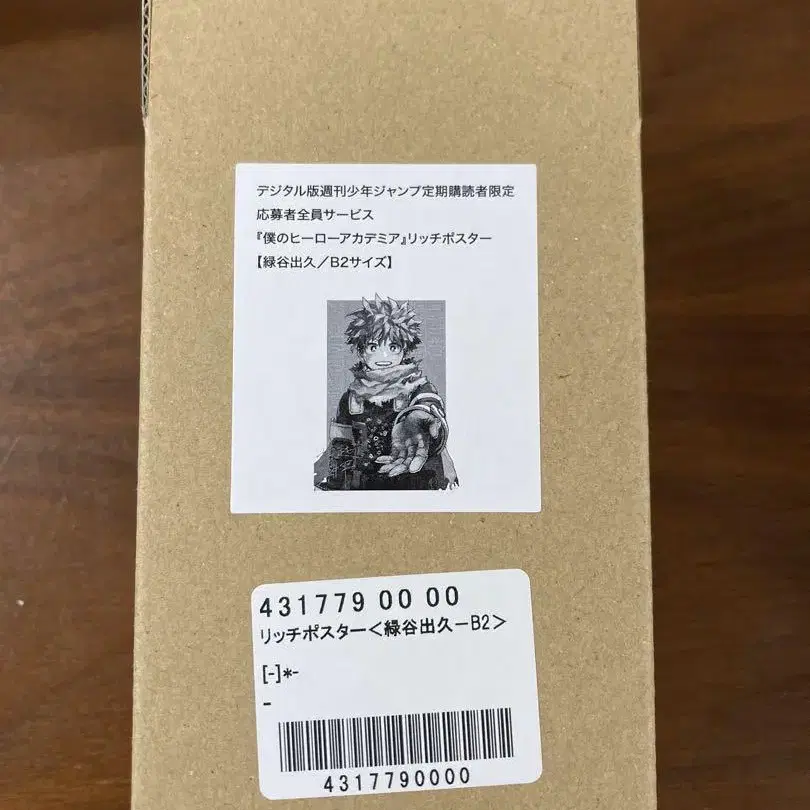 デジタル版週刊少年ジャンプ定期購読者限定
応募者全員サービス
『僕のヒーローアカデミア』リッチポスター
【緑谷出久／B2サイズ】
431779 00 00
リッチポスター＜緑谷出久ーB2＞
[-]*-
-
4317790000